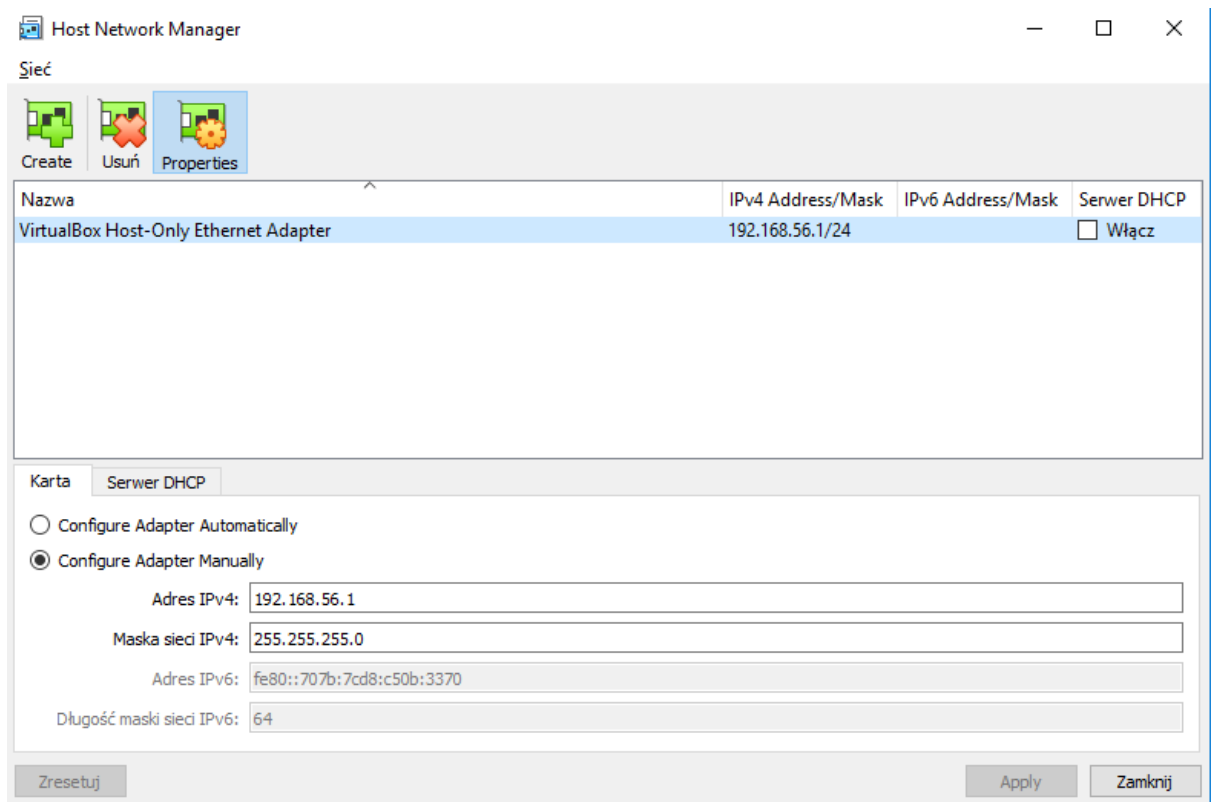 Host Network Manager
Sieć
Create Usuń Properties
Nazwa IPv4 Address/Mask IPv6 Address/Mask Serwer DHCP
VirtualBox Host-Only Ethernet Adapter 192.168.56.1/24 Włącz
Karta Serwer DHCP
Configure Adapter Automatically
Configure Adapter Manually
Adres IPv4: 192.168.56.1
Maska sieci IPv4: 255.255.255.0
Adres IPv6: fe80::707b:7cd8:c50b:3370
Długość maski sieci IPv6: 64
Zresetuj Apply Zamknij